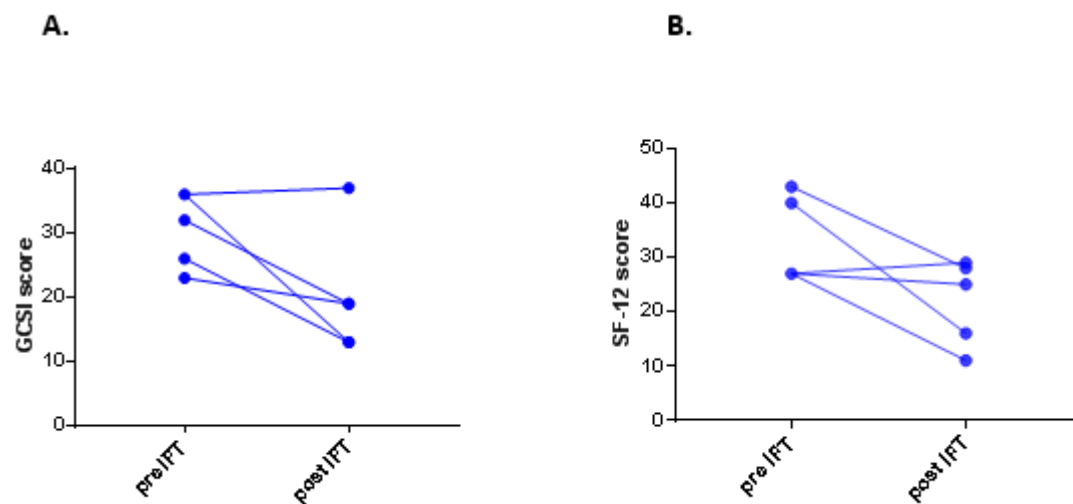 A.
B.
GCSI score
40
30
20
10
0
pre IFT
post IFT
SF-12 score
50
40
30
20
10
0
pre IFT
post IFT